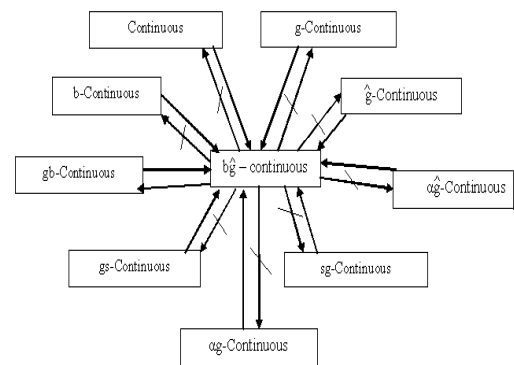 Continuous
g-Continuous
b-Continuous
ĝ-Continuous
gb-Continuous
bĝ – continuous
αĝ-Continuous
gs-Continuous
sg-Continuous
αg-Continuous